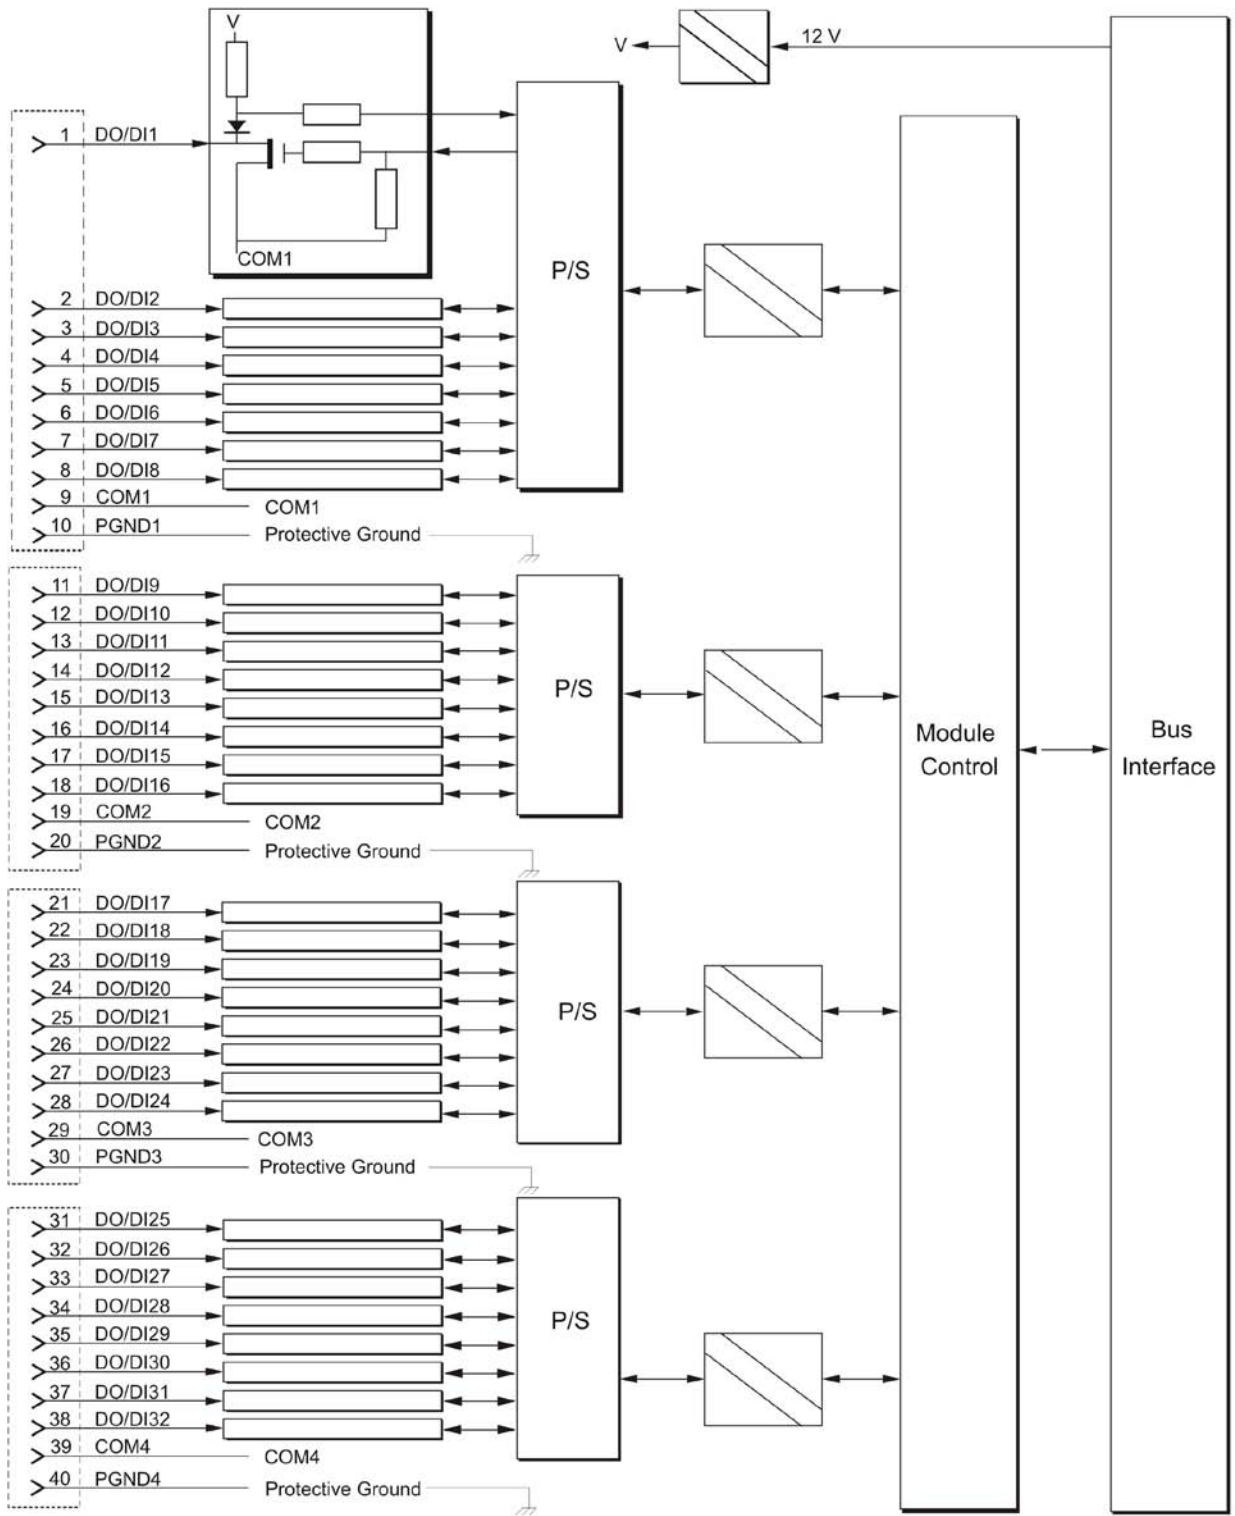 V
V
12 V
1 DO/DI1
COM1
P/S
2 DO/DI2
3 DO/DI3
4 DO/DI4
5 DO/DI5
6 DO/DI6
7 DO/DI7
8 DO/DI8
9 COM1
COM1
10 PGND1
Protective Ground
11 DO/DI9
12 DO/DI10
13 DO/DI11
14 DO/DI12
15 DO/DI13
16 DO/DI14
17 DO/DI15
18 DO/DI16
19 COM2
COM2
20 PGND2
Protective Ground
P/S
Module
Control
Bus
Interface
21 DO/DI17
22 DO/DI18
23 DO/DI19
24 DO/DI20
25 DO/DI21
26 DO/DI22
27 DO/DI23
28 DO/DI24
29 COM3
COM3
30 PGND3
Protective Ground
P/S
31 DO/DI25
32 DO/DI26
33 DO/DI27
34 DO/DI28
35 DO/DI29
36 DO/DI30
37 DO/DI31
38 DO/DI32
39 COM4
COM4
40 PGND4
Protective Ground
P/S